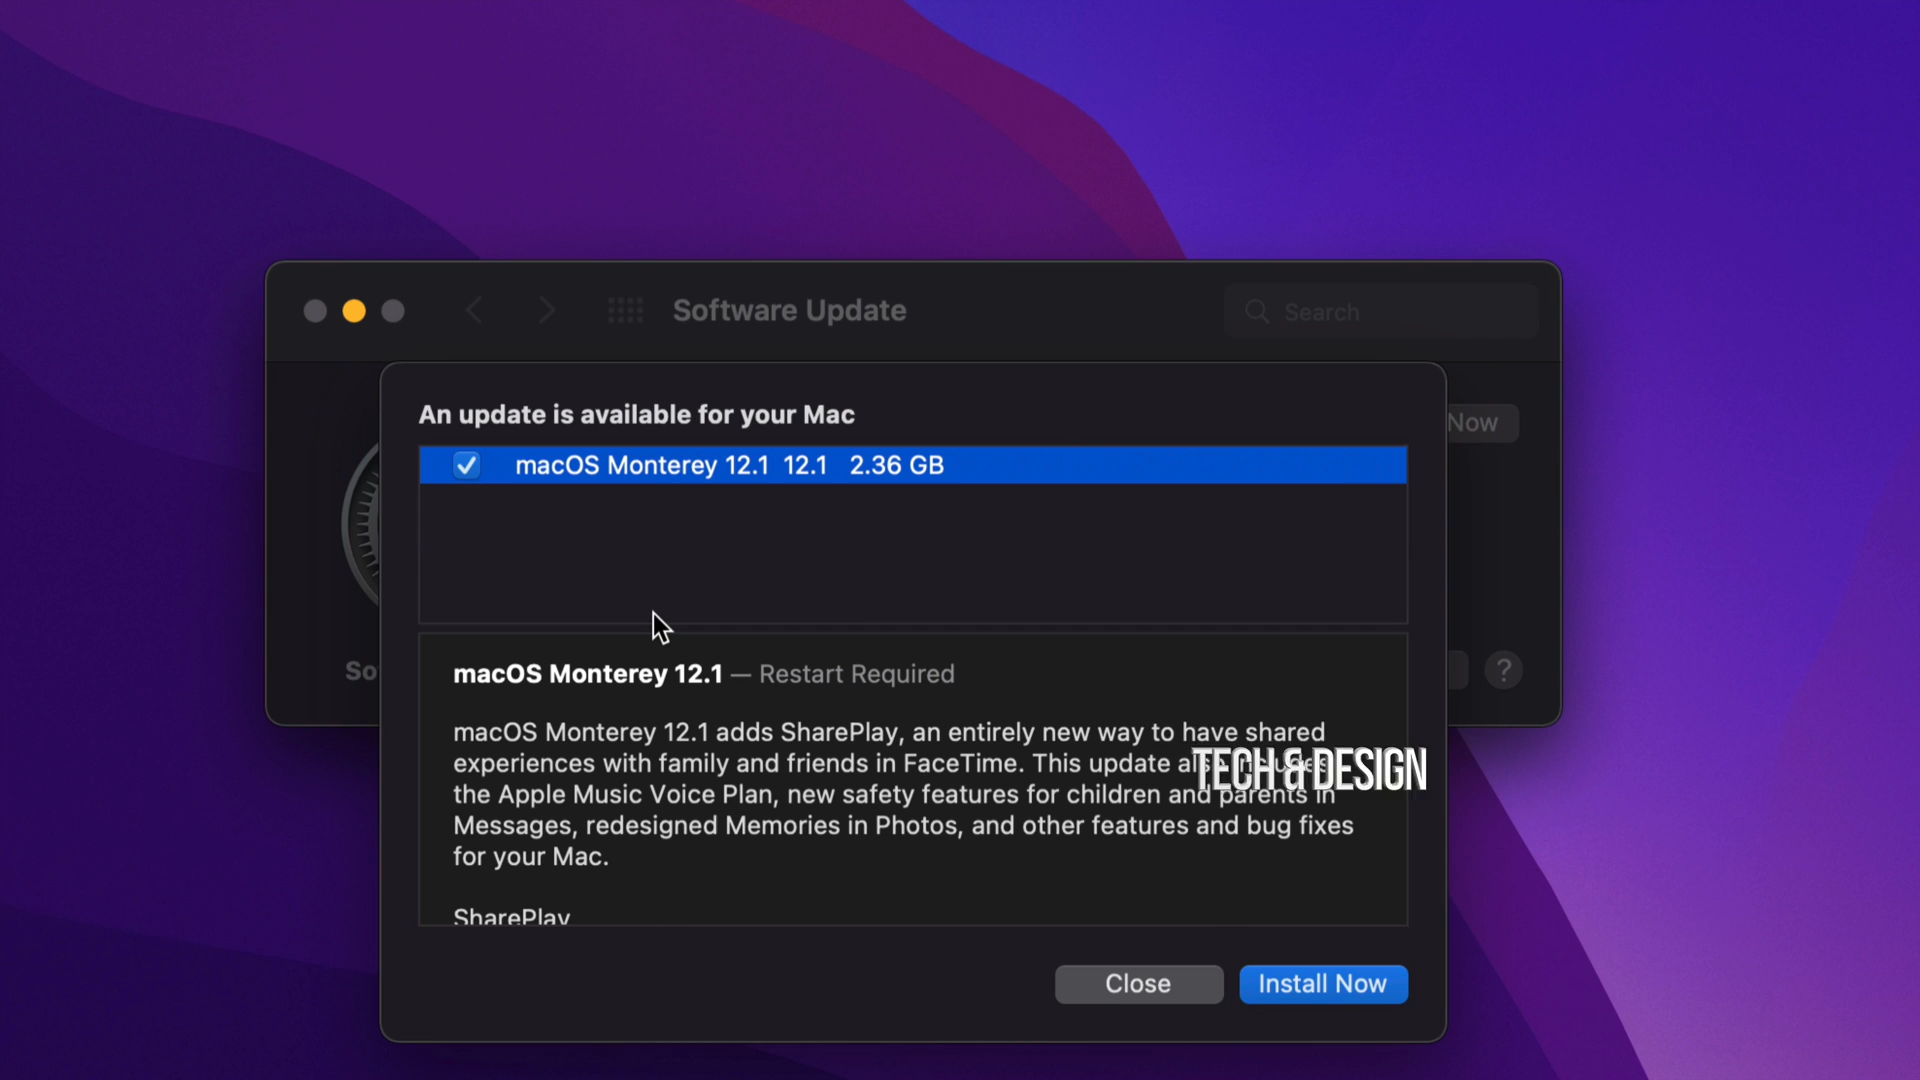 Software Update
Search
An update is available for your Mac
Now
macOS Monterey 12.1 12.1 2.36 GB
So
?
macOS Monterey 12.1 — Restart Required
macOS Monterey 12.1 adds SharePlay, an entirely new way to have shared
experiences with family and friends in FaceTime. This update also includes
the Apple Music Voice Plan, new safety features for children and parents in
Messages, redesigned Memories in Photos, and other features and bug fixes
for your Mac.
TECH & DESIGN
SharePlay
Close
Install Now